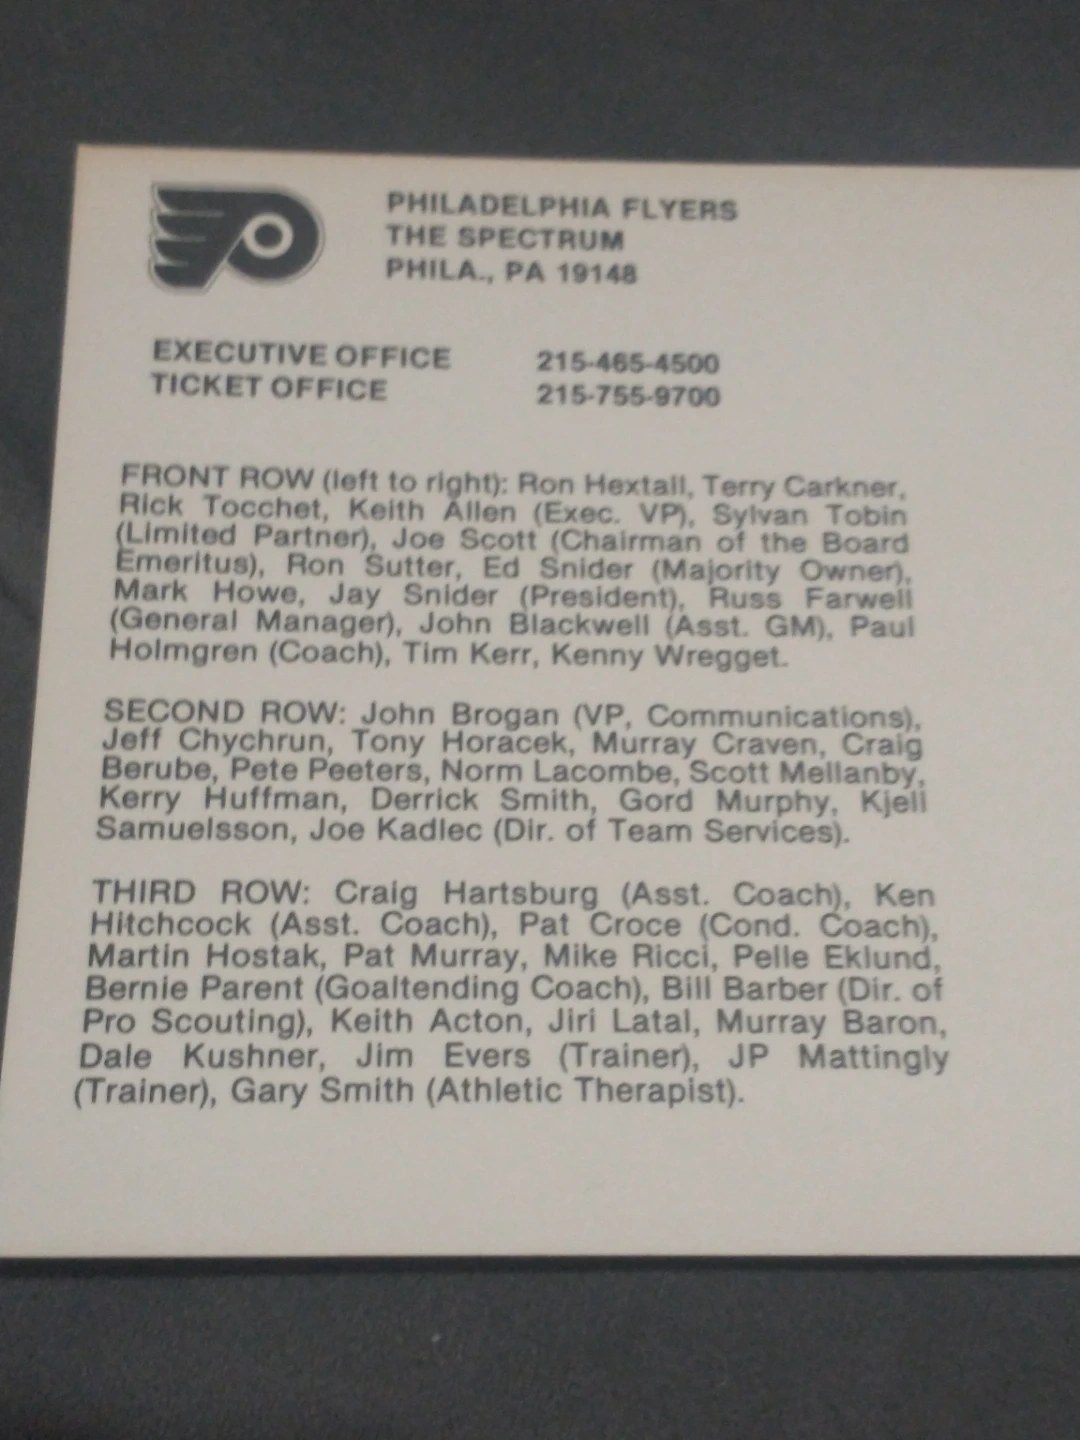 PHILADELPHIA FLYERS
THE SPECTRUM
PHILA., PA 19148
EXECUTIVE OFFICE 215-465-4500
TICKET OFFICE 215-755-9700
FRONT ROW (left to right): Ron Hextall, Terry Carkner,
Rick Tocchet, Keith Allen (Exec. VP), Sylvan Tobin
(Limited Partner), Joe Scott (Chairman of the Board
Emeritus), Ron Sutter, Ed Snider (Majority Owner),
Mark Howe, Jay Snider (President), Russ Farwell
(General Manager), John Blackwell (Asst. GM), Paul
Holmgren (Coach), Tim Kerr, Kenny Wregget.
SECOND ROW: John Brogan (VP, Communications),
Jeff Chychrun, Tony Horacek, Murray Craven, Craig
Berube, Pete Peeters, Norm Lacombe, Scott Mellanby,
Kerry Huffman, Derrick Smith, Gord Murphy, Kjell
Samuelsson, Joe Kadlec (Dir. of Team Services).
THIRD ROW: Craig Hartsburg (Asst. Coach), Ken
Hitchcock (Asst. Coach), Pat Croce (Cond. Coach),
Martin Hostak, Pat Murray, Mike Ricci, Pelle Eklund,
Bernie Parent (Goaltending Coach), Bill Barber (Dir. of
Pro Scouting), Keith Acton, Jiri Latal, Murray Baron,
Dale Kushner, Jim Evers (Trainer), JP Mattingly
(Trainer), Gary Smith (Athletic Therapist).